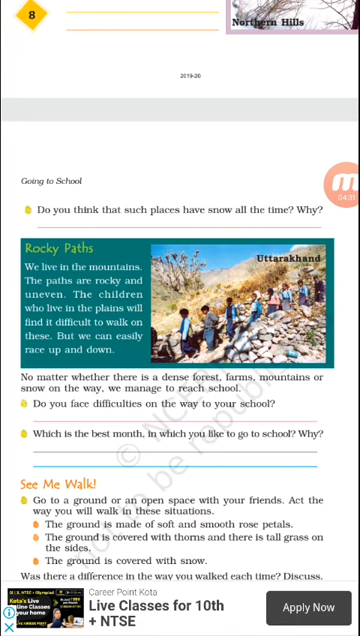 8
Northern Hills
2019-20
Going to School
04:31
Do you think that such places have snow all the time? Why?
Rocky Paths
We live in the mountains.
The paths are rocky and
uneven. The children
who live in the plains will
find it difficult to walk on
these. But we can easily
race up and down.
Uttarakhand
No matter whether there is a dense forest, farms, mountains or
snow on the way, we manage to reach school.
Do you face difficulties on the way to your school?
Which is the best month, in which you like to go to school? Why?
See Me Walk!
Go to a ground or an open space with your friends. Act the
way you will walk in these situations.
The ground is made of soft and smooth rose petals.
The ground is covered with thorns and there is tall grass on
the sides.
The ground is covered with snow.
Was there a difference in the way you walked each time? Discuss.
Career Point Kota
Live Classes for 10th
+ NTSE
Apply Now
Kota's Live
Classes
your home